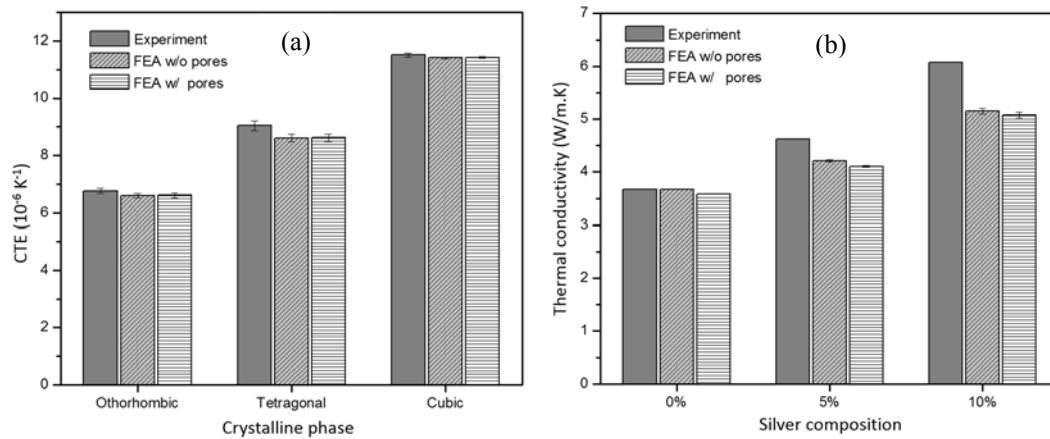 (a)
Experiment
FEA w/o pores
FEA w/ pores
CTE (10⁻⁶ K⁻¹)
12
10
8
6
4
2
0
Othorhombic Tetragonal Cubic
Crystalline phase
(b)
Experiment
FEA w/o pores
FEA w/ pores
Thermal conductivity (W/m.K)
7
6
5
4
3
2
1
0
0% 5% 10%
Silver composition